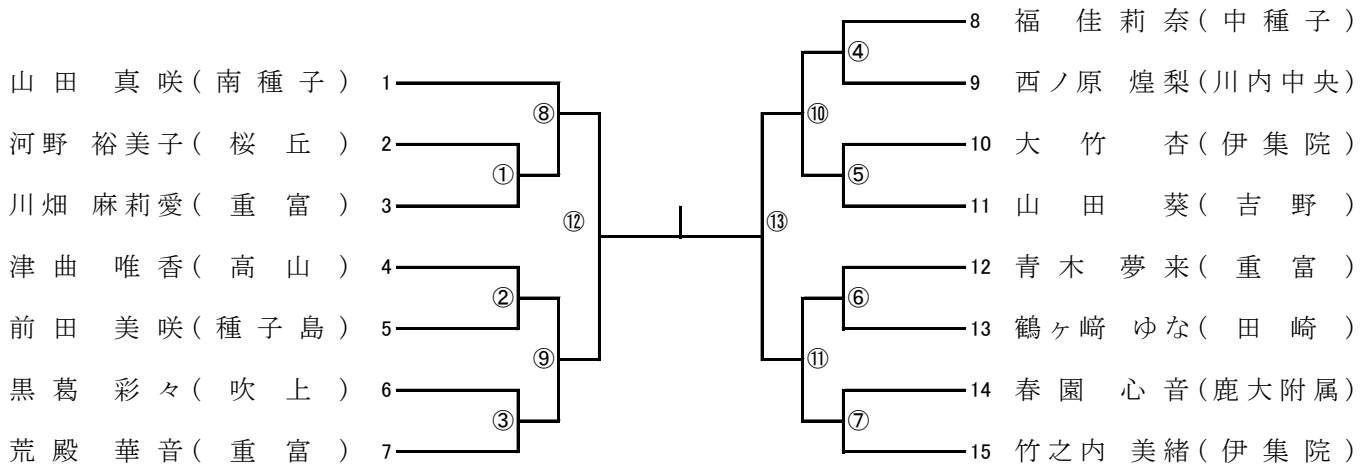 山田 真咲(南種子) 1
河野 裕美子(桜丘) 2
川畑 麻莉愛(重富) 3
津曲 唯香(高山) 4
前田 美咲(種子島) 5
黒葛 彩々(吹上) 6
荒殿 華音(重富) 7
⑧
①
②
⑨
③
⑫
⑬
④
⑩
⑤
⑥
⑪
⑦
8 福 佳莉奈(中種子)
9 西ノ原 煌梨(川内中央)
10 大竹 杏(伊集院)
11 山田 葵(吉野)
12 青木 夢来(重富)
13 鶴ヶ﨑 ゆな(田崎)
14 春園 心音(鹿大附属)
15 竹之内 美緒(伊集院)